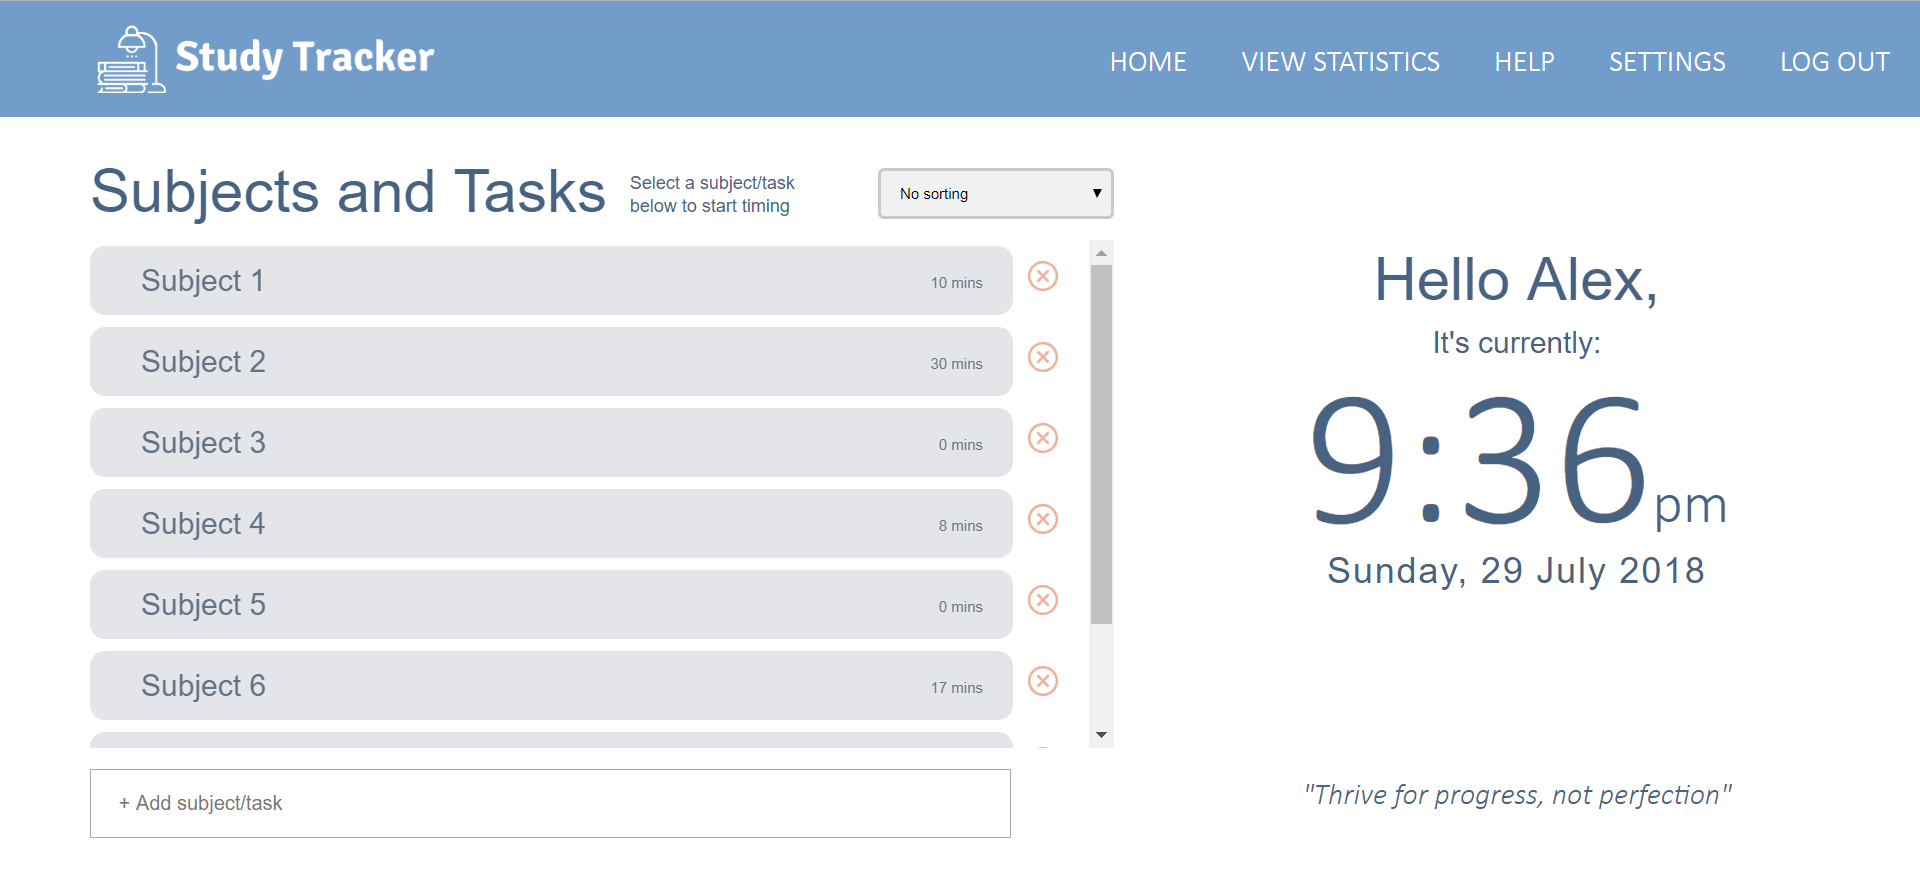 Study Tracker
HOME VIEW STATISTICS HELP SETTINGS LOG OUT
Subjects and Tasks
Select a subject/task
below to start timing
No sorting
Subject 1 10 mins
Subject 2 30 mins
Subject 3 0 mins
Subject 4 8 mins
Subject 5 0 mins
Subject 6 17 mins
+ Add subject/task
Hello Alex,
It's currently:
9:36 pm
Sunday, 29 July 2018
"Thrive for progress, not perfection"